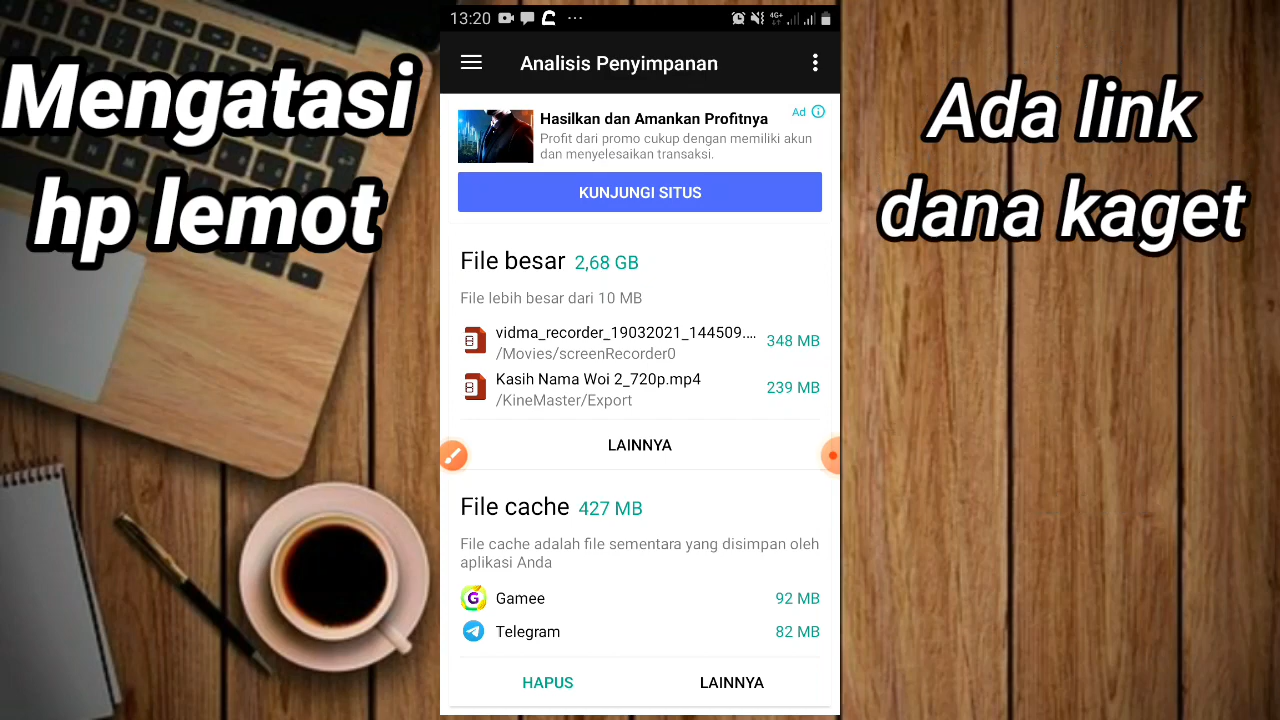 Mengatasi
hp lemot
Ada link
dana kaget
13:20
4G+
Analisis Penyimpanan
Hasilkan dan Amankan Profitnya
Ad
Profit dari promo cukup dengan memiliki akun
dan menyelesaikan transaksi.
KUNJUNGI SITUS
File besar 2,68 GB
File lebih besar dari 10 MB
vidma_recorder_19032021_144509.... 348 MB
/Movies/screenRecorder0
Kasih Nama Woi 2_720p.mp4 239 MB
/KineMaster/Export
LAINNYA
File cache 427 MB
File cache adalah file sementara yang disimpan oleh
aplikasi Anda
Gamee 92 MB
Telegram 82 MB
HAPUS LAINNYA